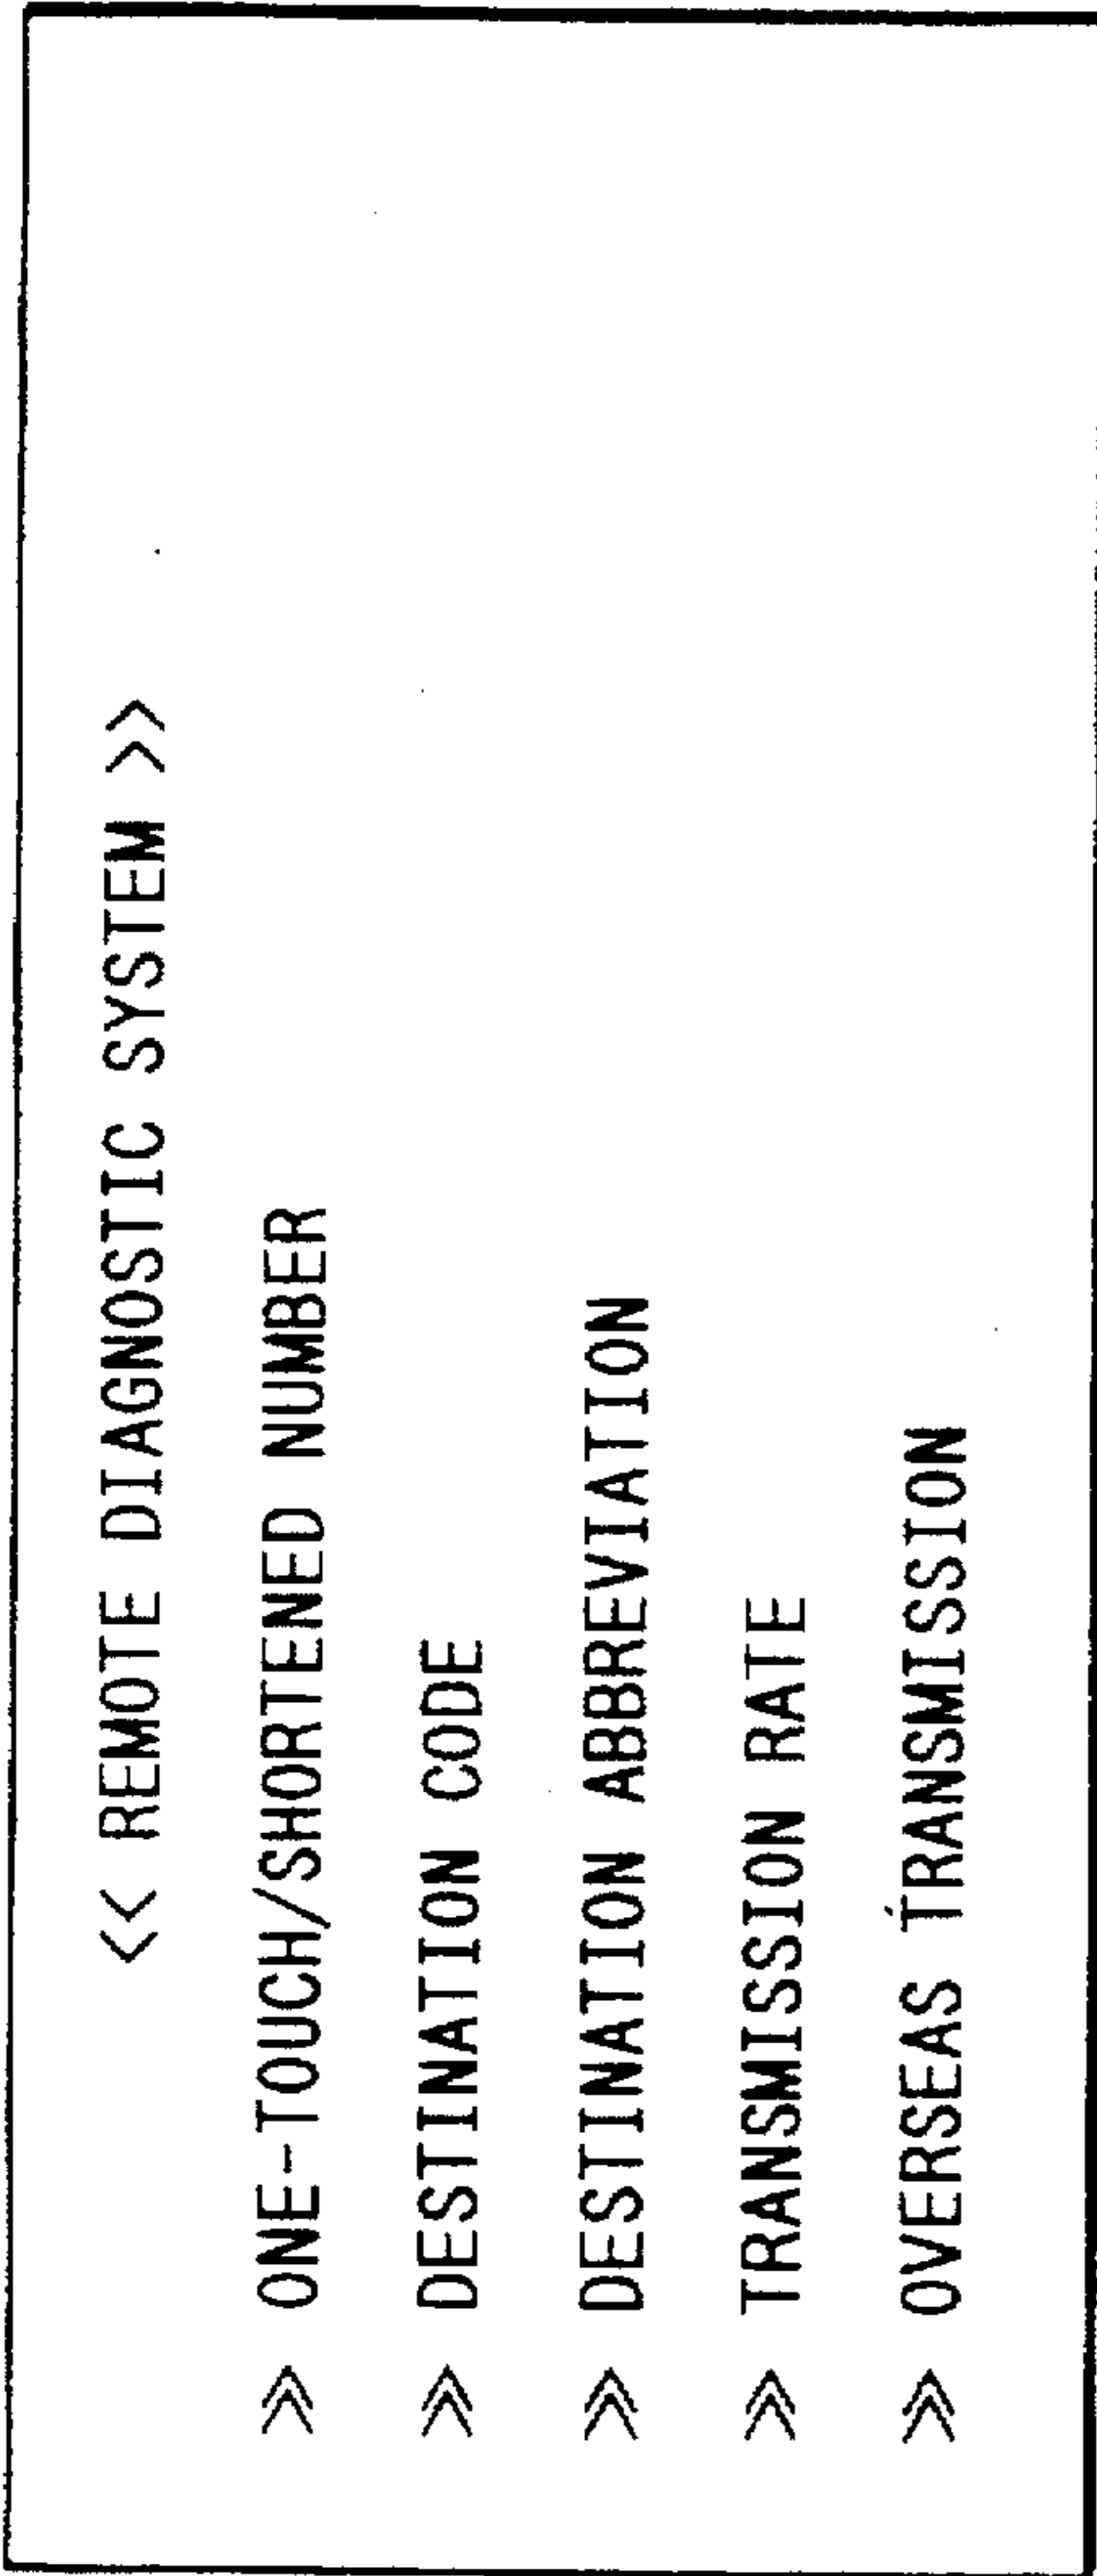 << REMOTE DIAGNOSTIC SYSTEM >>
≫ ONE-TOUCH/SHORTENED NUMBER
≫ DESTINATION CODE
≫ DESTINATION ABBREVIATION
≫ TRANSMISSION RATE
≫ OVERSEAS TRANSMISSION